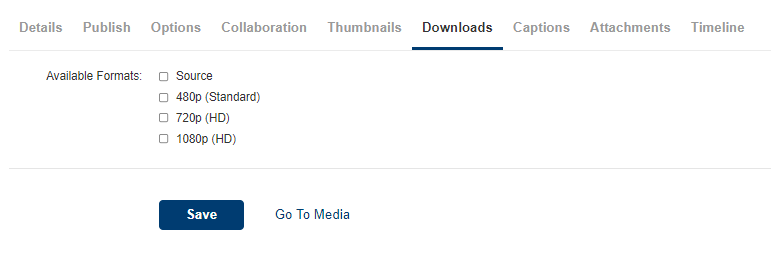 Details Publish Options Collaboration Thumbnails Downloads Captions Attachments Timeline
Available Formats: Source
480p (Standard)
720p (HD)
1080p (HD)
Save Go To Media